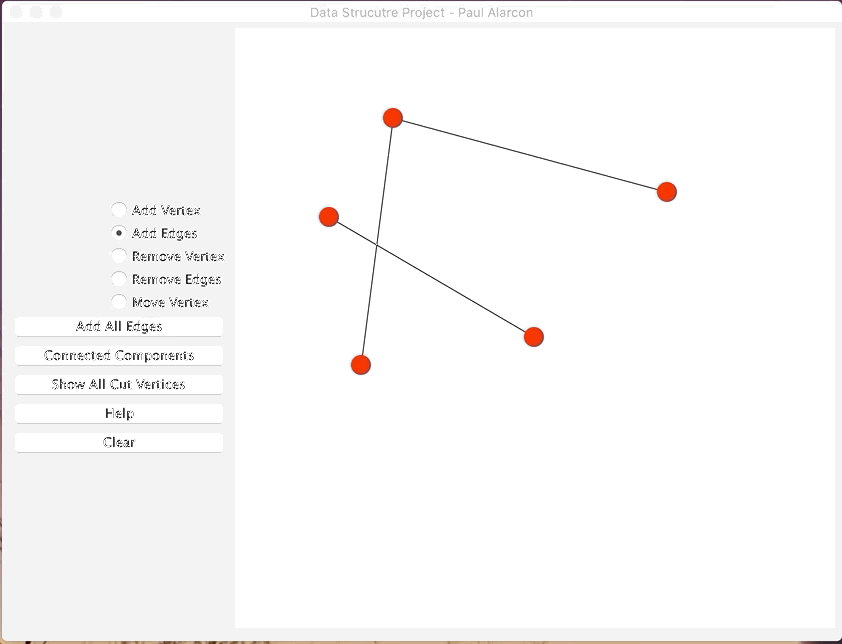 Data Strucutre Project - Paul Alarcon
Add Vertex
Add Edges
Remove Vertex
Remove Edges
Move Vertex
Add All Edges
Connected Components
Show All Cut Vertices
Help
Clear